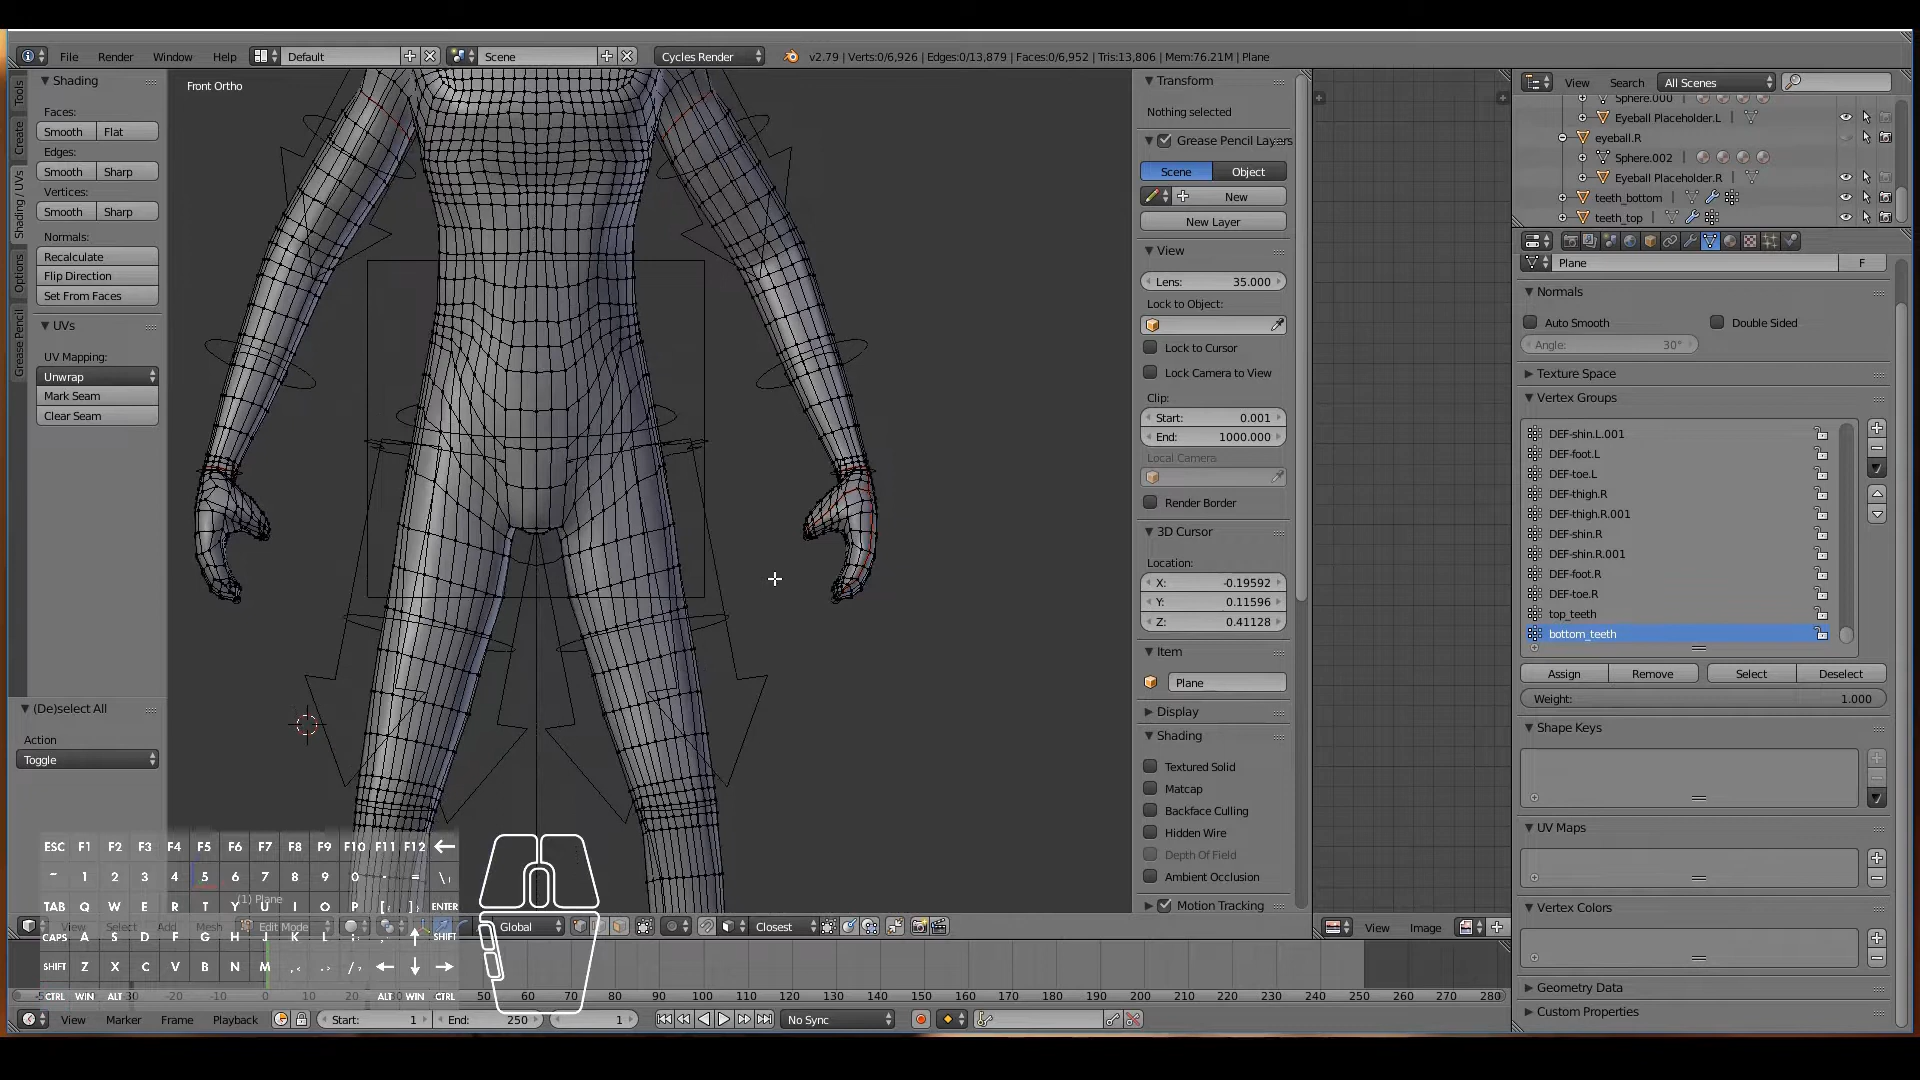 File Render Window Help Default Scene Cycles Render v2.79 | Verts:0/6,926 | Edges:0/13,879 | Faces:0/6,952 | Tris:13,806 | Mem:76.21M | Plane
Tools
Create
Shading / UVs
Options
Grease Pencil
Shading
Faces:
Smooth Flat
Edges:
Smooth Sharp
Vertices:
Smooth Sharp
Normals:
Recalculate
Flip Direction
Set From Faces
UVs
UV Mapping:
Unwrap
Mark Seam
Clear Seam
(De)select All
Action
Toggle
Front Ortho
(1) Plane
Transform
Nothing selected
Grease Pencil Layers
Scene Object
New
New Layer
View
Lens: 35.000
Lock to Object:
Lock to Cursor
Lock Camera to View
Clip:
Start: 0.001
End: 1000.000
Local Camera
Render Border
3D Cursor
Location:
X: -0.19592
Y: 0.11596
Z: 0.41128
Item
Plane
Display
Shading
Textured Solid
Matcap
Backface Culling
Hidden Wire
Depth Of Field
Ambient Occlusion
Motion Tracking
View Search All Scenes
Sphere.000
Eyeball Placeholder.L
eyeball.R
Sphere.002
Eyeball Placeholder.R
teeth_bottom
teeth_top
Plane F
Normals
Auto Smooth Double Sided
Angle: 30°
Texture Space
Vertex Groups
DEF-shin.L.001
DEF-foot.L
DEF-toe.L
DEF-thigh.R
DEF-thigh.R.001
DEF-shin.R
DEF-shin.R.001
DEF-foot.R
DEF-toe.R
top_teeth
bottom_teeth
Assign Remove Select Deselect
Weight: 1.000
Shape Keys
UV Maps
Vertex Colors
Geometry Data
Custom Properties
ESC F1 F2 F3 F4 F5 F6 F7 F8 F9 F10 F11 F12
~ 1 2 3 4 5 6 7 8 9 0 - = \|
TAB Q W E R T Y U I O P [ ] ENTER
CAPS A S D F G H J K L SHIFT
SHIFT Z X C V B N M ,< .> /?
CTRL WIN ALT ALT WIN CTRL
View Select Add Mesh Edit Mode Global Closest
View Image
-20 -10 0 10 20 50 60 70 80 90 100 110 120 130 140 150 160 170 180 190 200 210 220 230 240 250 260 270 280
View Marker Frame Playback Start: 1 End: 250 1 No Sync